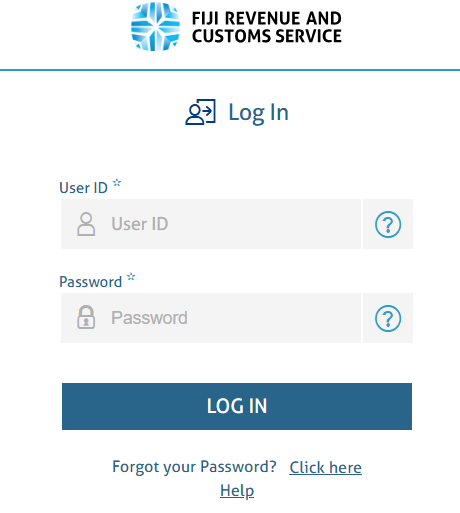 FIJI REVENUE AND
CUSTOMS SERVICE
Log In
User ID ☆
User ID
?
Password ☆
Password
?
LOG IN
Forgot your Password? Click here
Help